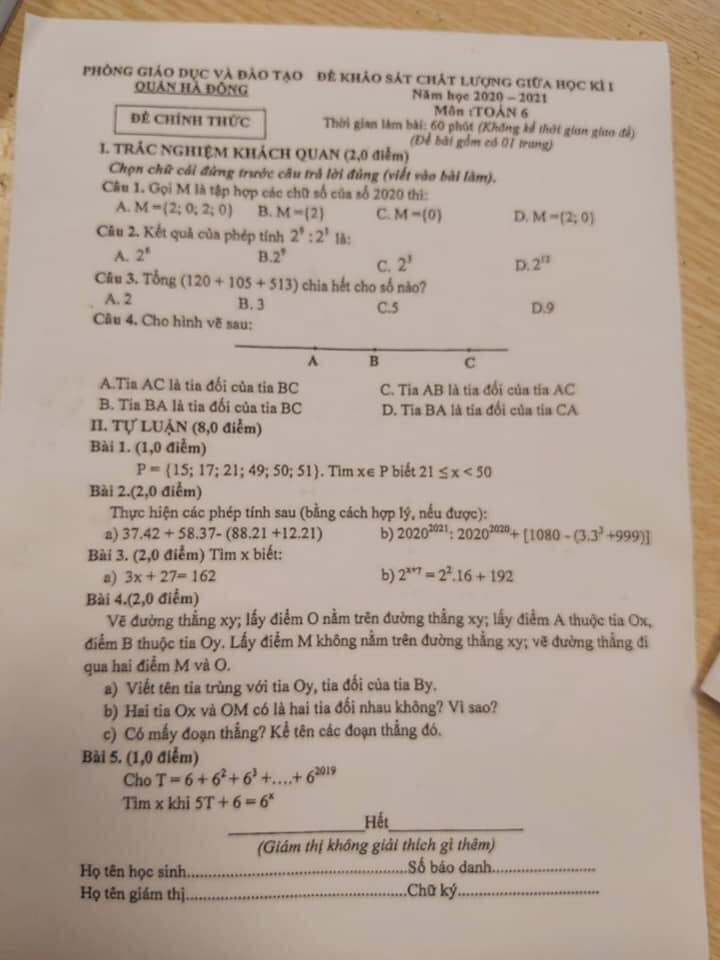 PHÒNG GIÁO DỤC VÀ ĐÀO TẠO ĐỀ KHẢO SÁT CHẤT LƯỢNG GIỮA HỌC KÌ I
QUẬN HÀ ĐÔNG
Năm học 2020 – 2021
Môn :TOÁN 6
ĐỀ CHÍNH THỨC
Thời gian làm bài: 60 phút (Không kể thời gian giao đề)
(Đề bài gồm có 01 trang)
I. TRẮC NGHIỆM KHÁCH QUAN (2,0 điểm)
Chọn chữ cái đứng trước câu trả lời đúng (viết vào bài làm).
Câu 1. Gọi M là tập hợp các chữ số của số 2020 thì:
A. M={2; 0; 2; 0} B. M={2} C. M={0} D. M={2; 0}
Câu 2. Kết quả của phép tính 2⁹ : 2³ là:
A. 2⁶ B.2⁹ C. 2³ D.2¹²
Câu 3. Tổng (120 + 105 + 513) chia hết cho số nào?
A. 2 B. 3 C.5 D.9
Câu 4. Cho hình vẽ sau:
A B C
A.Tia AC là tia đối của tia BC C. Tia AB là tia đối của tia AC
B. Tia BA là tia đối của tia BC D. Tia BA là tia đối của tia CA
II. TỰ LUẬN (8,0 điểm)
Bài 1. (1,0 điểm)
P = {15; 17; 21; 49; 50; 51}. Tìm x∈ P biết 21 ≤ x < 50
Bài 2.(2,0 điểm)
Thực hiện các phép tính sau (bằng cách hợp lý, nếu được):
a) 37.42 + 58.37- (88.21 +12.21) b) 2020²⁰²¹: 2020²⁰²⁰+ [1080 - (3.3³ +999)]
Bài 3. (2,0 điểm) Tìm x biết:
a) 3x + 27= 162 b) 2ˣ⁺⁷ = 2².16 + 192
Bài 4.(2,0 điểm)
Vẽ đường thẳng xy; lấy điểm O nằm trên đường thẳng xy; lấy điểm A thuộc tia Ox,
điểm B thuộc tia Oy. Lấy điểm M không nằm trên đường thẳng xy; vẽ đường thẳng đi
qua hai điểm M và O.
a) Viết tên tia trùng với tia Oy, tia đối của tia By.
b) Hai tia Ox và OM có là hai tia đối nhau không? Vì sao?
c) Có mấy đoạn thẳng? Kể tên các đoạn thẳng đó.
Bài 5. (1,0 điểm)
Cho T = 6 + 6² + 6³ +....+ 6²⁰¹⁹
Tìm x khi 5T + 6 = 6ˣ
Hết
(Giám thị không giải thích gì thêm)
Họ tên học sinh..........Số báo danh..........
Họ tên giám thị..........Chữ ký..........